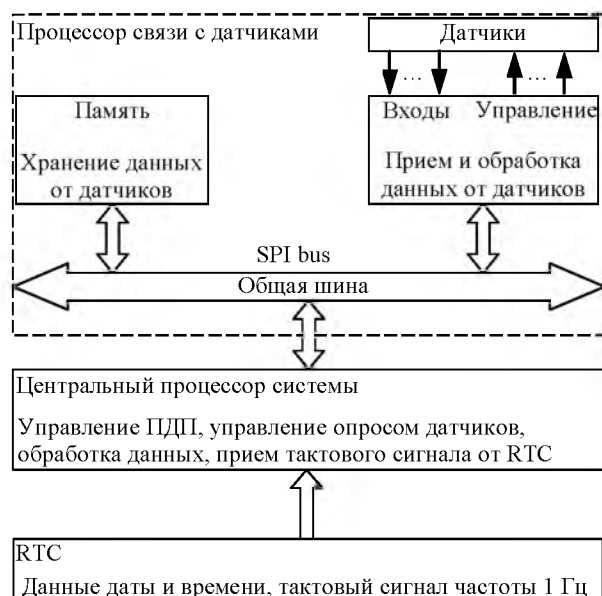 Процессор связи с датчиками
Датчики
... ...
Память
Хранение данных
от датчиков
Входы Управление
Прием и обработка
данных от датчиков
SPI bus
Общая шина
Центральный процессор системы
Управление ПДП, управление опросом датчиков,
обработка данных, прием тактового сигнала от RTC
RTC
Данные даты и времени, тактовый сигнал частоты 1 Гц